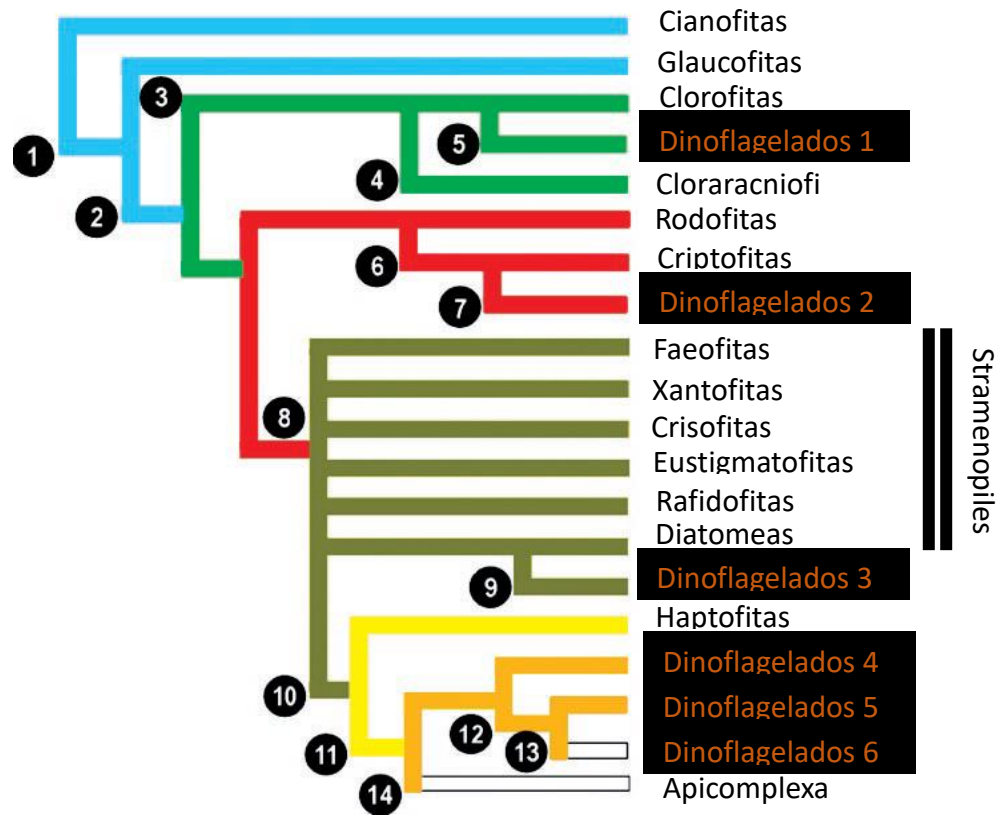 Cianofitas
Glaucofitas
3
Clorofitas
5
Dinoflagelados 1
1
4
Cloraracniofi
2
Rodofitas
6
Criptofitas
7
Dinoflagelados 2
Faeofitas
Xantofitas
8
Crisofitas
Eustigmatofitas
Rafidofitas
Diatomeas
Stramenopiles
9
Dinoflagelados 3
Haptofitas
Dinoflagelados 4
10
Dinoflagelados 5
11
12
13
Dinoflagelados 6
14
Apicomplexa